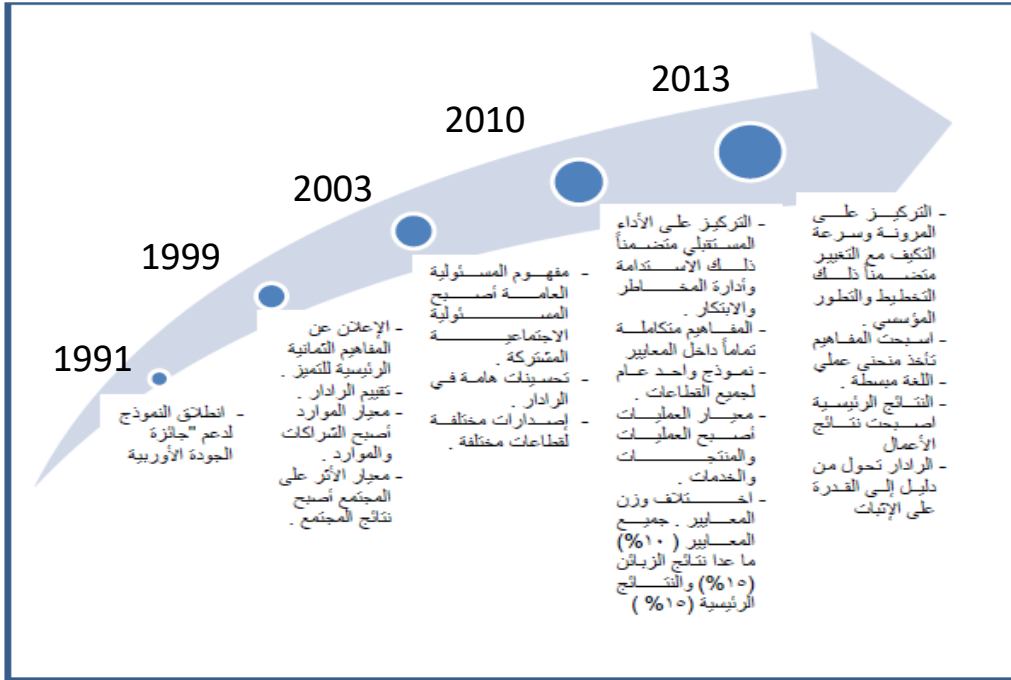 1991
- انطلاق النموذج
لدعم "جائزة
الجودة الأوربية
1999
- الإعلان عن
المفاهيم الثمانية
الرئيسية للتميز .
- تقييم الرادار .
- معيار الموارد
أصبح الشراكات
والموارد .
- معيار الأثر على
المجتمع أصبح
نتائج المجتمع .
2003
- مفهوم المسئولية
العامة أصبح
المسئولية
الاجتماعية
المشتركة .
- تحسينات هامة في
الرادار .
- إصدارات مختلفة
لقطاعات مختلفة .
2010
- التركيز على الأداء
المستقبلي متضمناً
ذلك الأستدامة
وأدارة المخاطر
والابتكار .
- المفاهيم متكاملة
تماماً داخل المعايير
- نموذج واحد عام
لجميع القطاعات .
- معيار العمليات
أصبح العمليات
والمنتجات
والخدمات .
- اختلاف وزن
المعايير . جميع
المعايير ( ١٠%)
ما عدا نتائج الزبائن
(١٥%) والنتائج
الرئيسية (١٥% )
2013
- التركيز على
المرونة وسرعة
التكيف مع التغيير
متضمناً ذلك
التخطيط والتطور
المؤسسي .
- اسبحت المفاهيم
تأخذ منحنى عملي
- اللغة مبسطة .
- النتائج الرئيسية
اصبحت نتائج
الأعمال
- الرادار تحول من
دليل إلى القدرة
على الإثبات